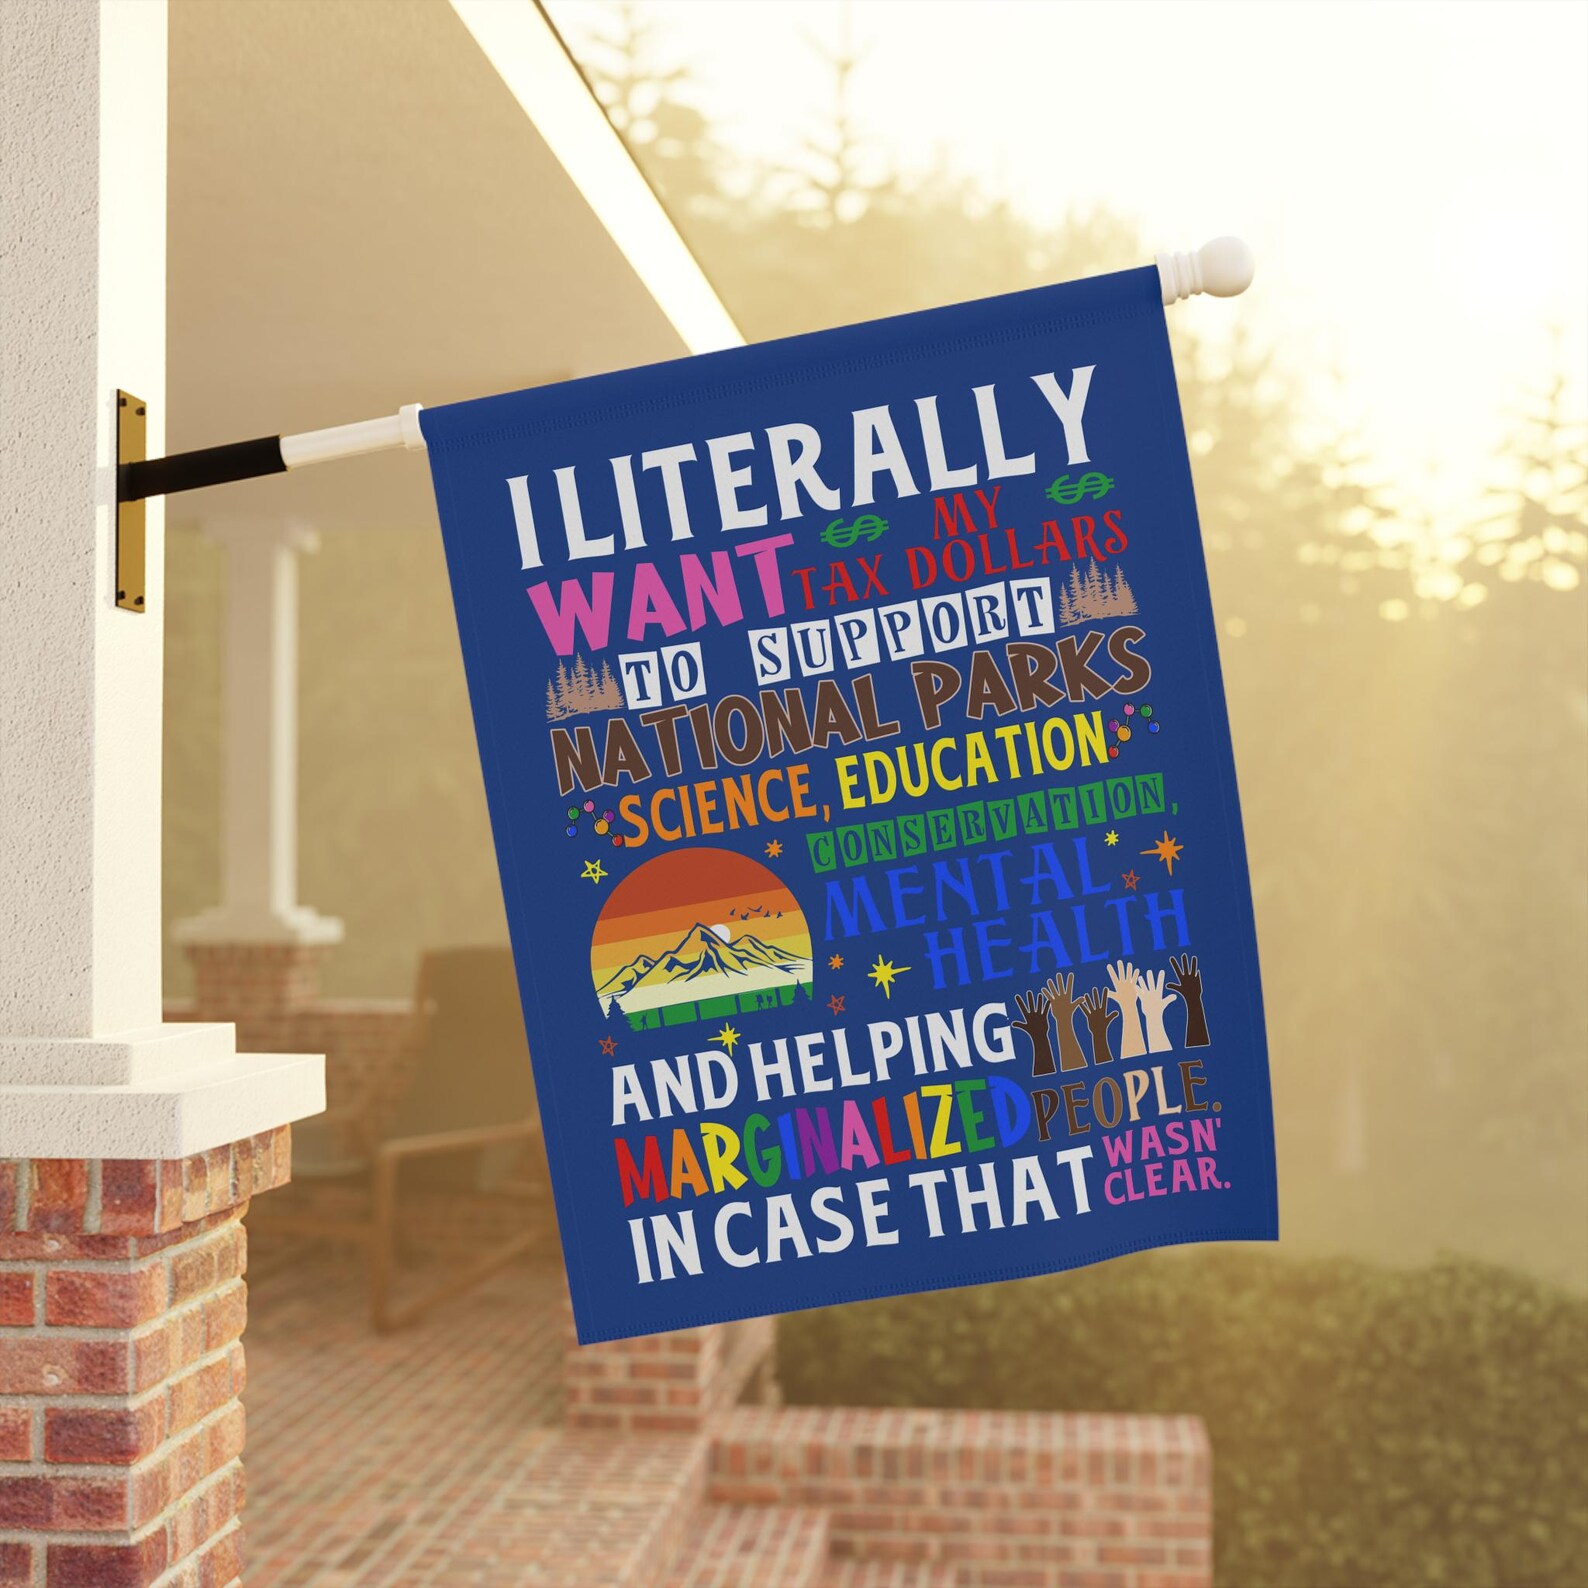 I LITERALLY
WANT MY
TAX DOLLARS
TO SUPPORT
NATIONAL PARKS
SCIENCE, EDUCATION
CONSERVATION,
MENTAL
HEALTH
AND HELPING
MARGINALIZED PEOPLE.
IN CASE THAT WASN'
CLEAR.